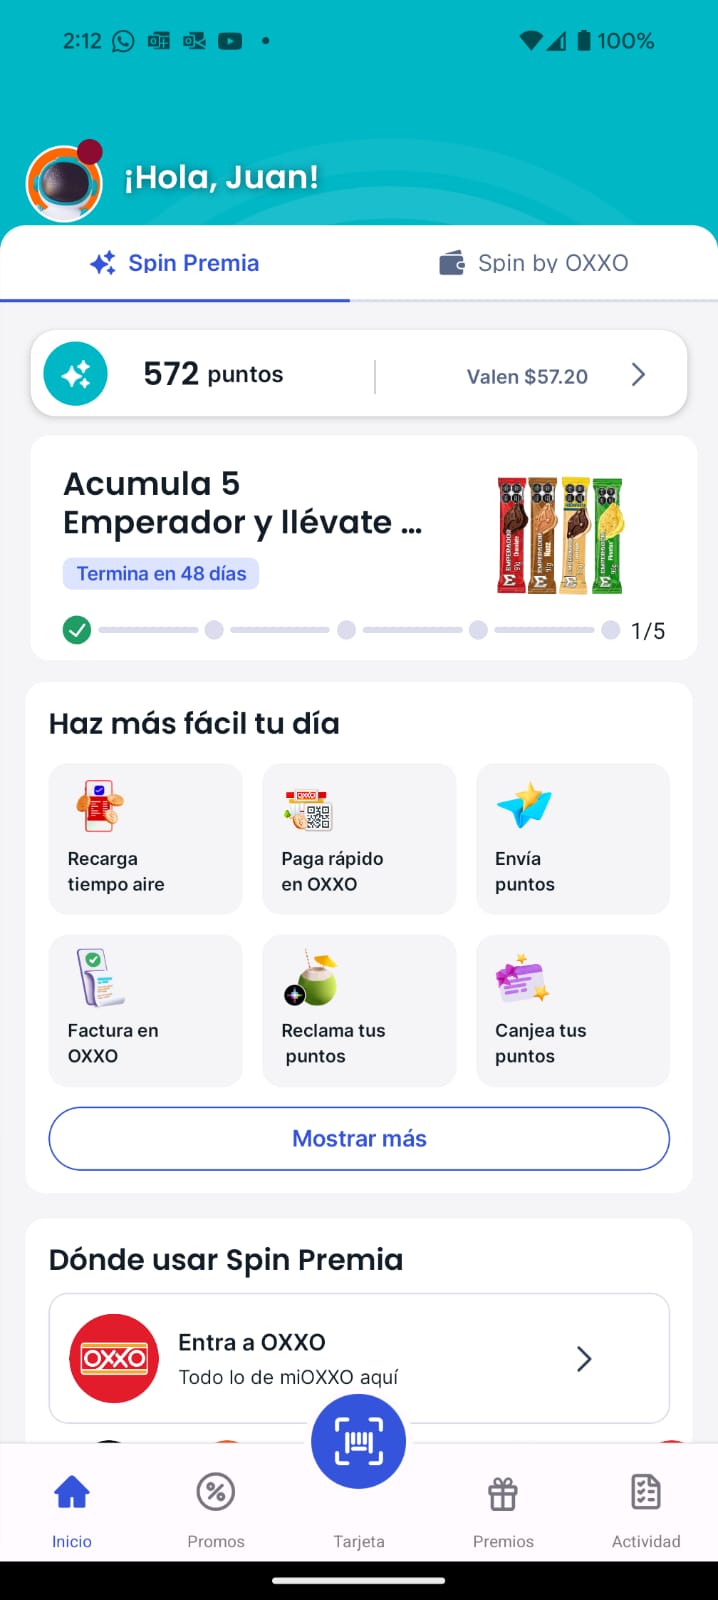 2:12
100%
¡Hola, Juan!
Spin Premia
Spin by OXXO
572 puntos
Valen $57.20
Acumula 5
Emperador y llévate ...
Termina en 48 días
1/5
Haz más fácil tu día
Recarga
tiempo aire
OXXO
Paga rápido
en OXXO
Envía
puntos
Factura en
OXXO
Reclama tus
puntos
Canjea tus
puntos
Mostrar más
Dónde usar Spin Premia
OXXO
Entra a OXXO
Todo lo de miOXXO aquí
Inicio
Promos
Tarjeta
Premios
Actividad